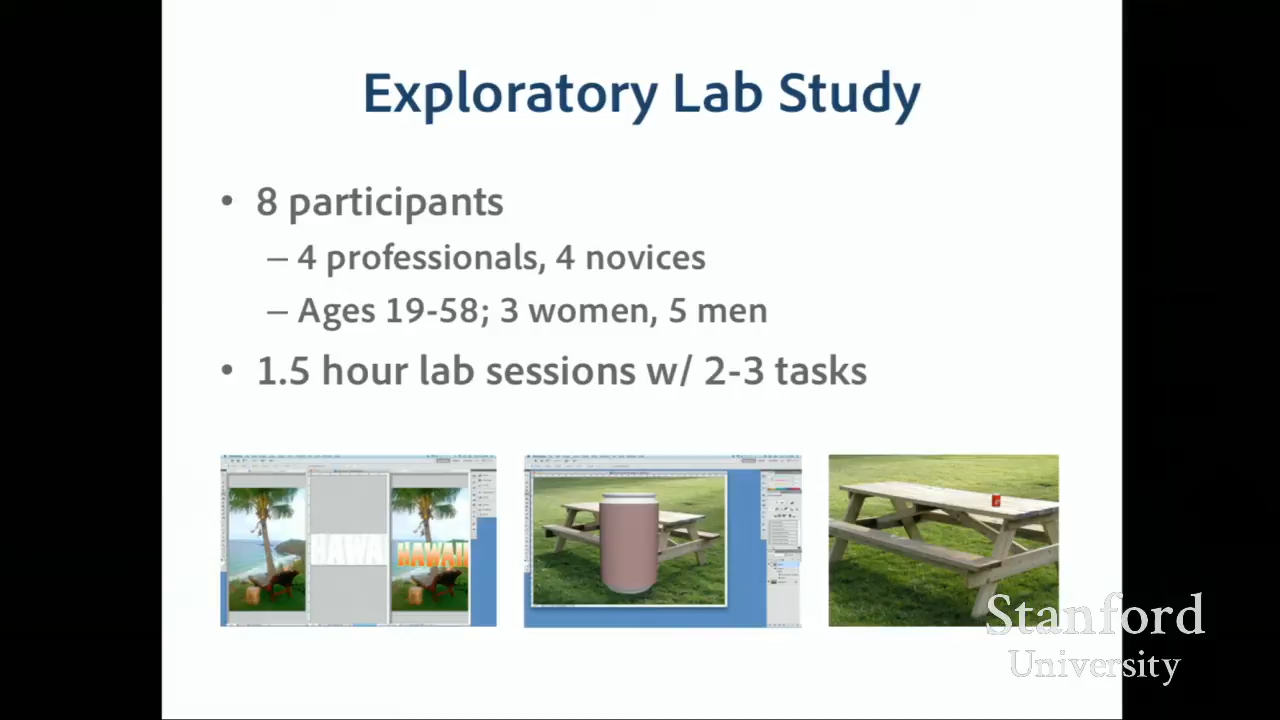 Exploratory Lab Study
• 8 participants
– 4 professionals, 4 novices
– Ages 19-58; 3 women, 5 men
• 1.5 hour lab sessions w/ 2-3 tasks
HAWA
HAWAII
Stanford
University